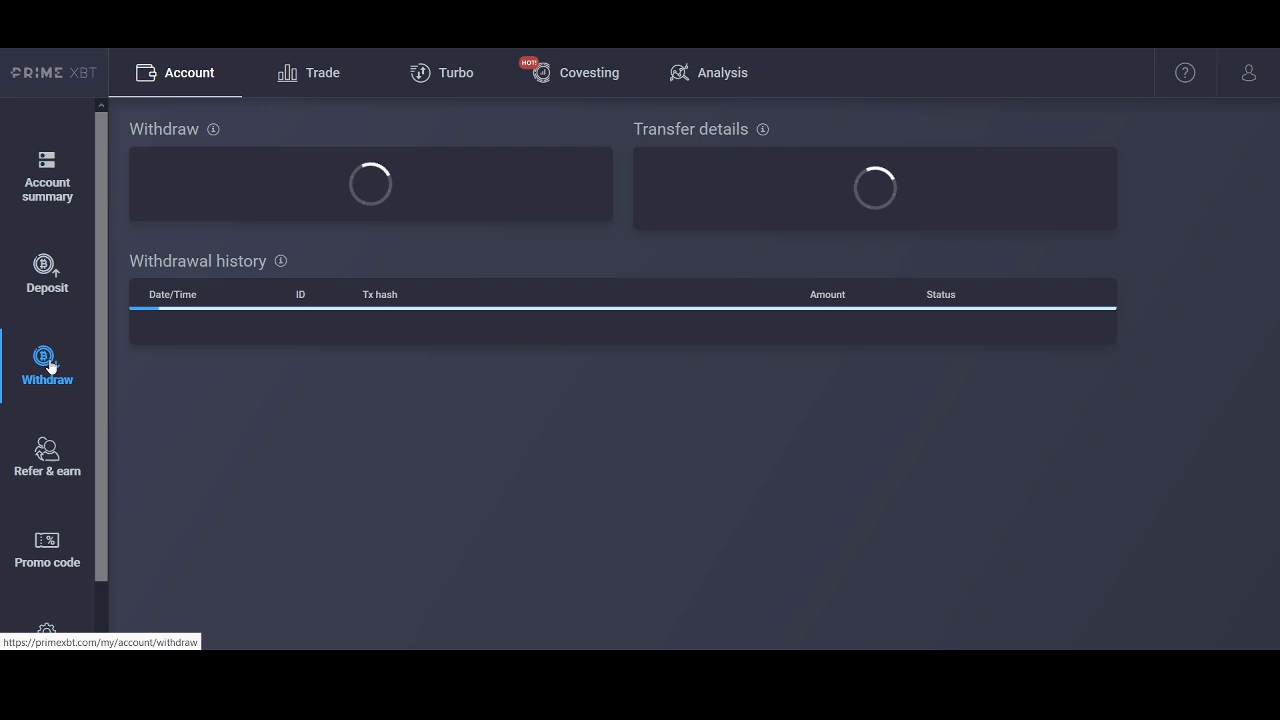 PRIME XBT
Account
Trade
Turbo
HOT!
Covesting
Analysis
?
Account
summary
Deposit
Withdraw
Refer & earn
Promo code
Withdraw
Transfer details
Withdrawal history
Date/Time ID Tx hash Amount Status
https://primexbt.com/my/account/withdraw